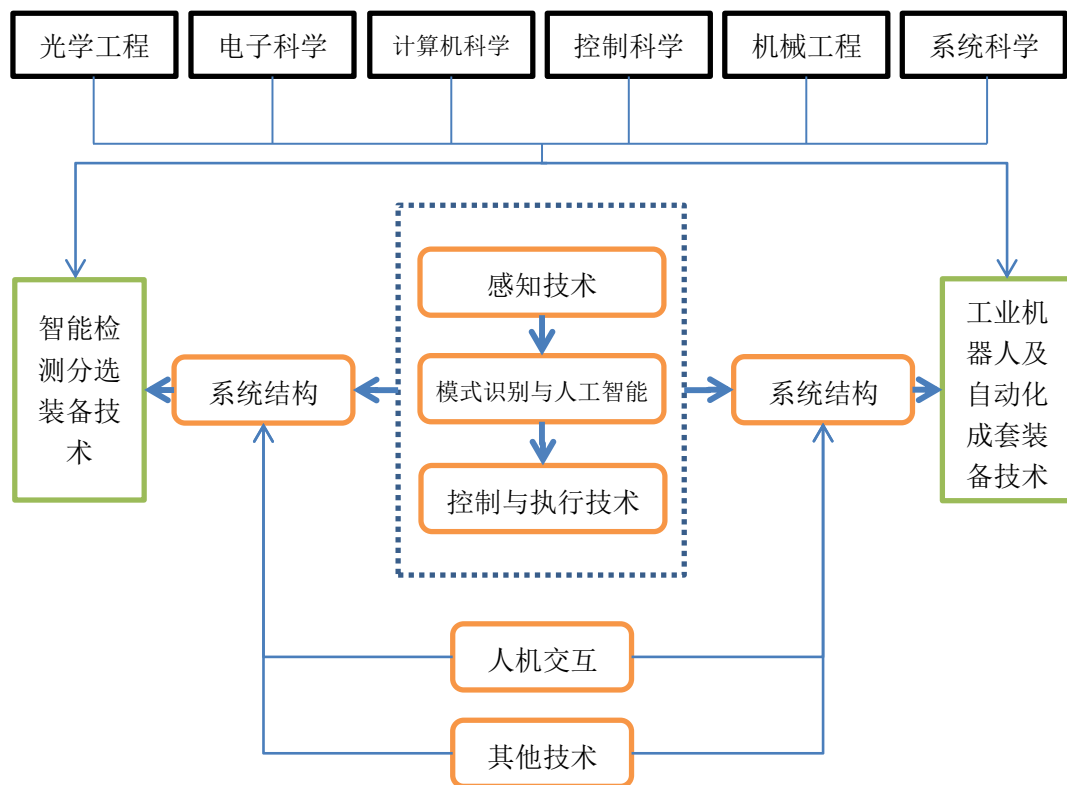 光学工程
电子科学
计算机科学
控制科学
机械工程
系统科学
感知技术
智能检
测分选
装备技
术
系统结构
模式识别与人工智能
系统结构
工业机
器人及
自动化
成套装
备技术
控制与执行技术
人机交互
其他技术